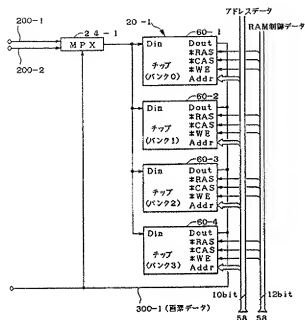 アドレスデータ
RAM制御データ
200-1
24-1
20-1
60-1
MPX
200-2
Din
Dout
*RAS
*CAS
*WE
Addr
チップ
(バンク0)
60-2
Din
Dout
*RAS
*CAS
*WE
Addr
チップ
(バンク1)
60-3
Din
Dout
*RAS
*CAS
*WE
Addr
チップ
(バンク2)
60-4
Din
Dout
*RAS
*CAS
*WE
Addr
チップ
(バンク3)
10bit
12bit
300-1(画素データ)
58
58